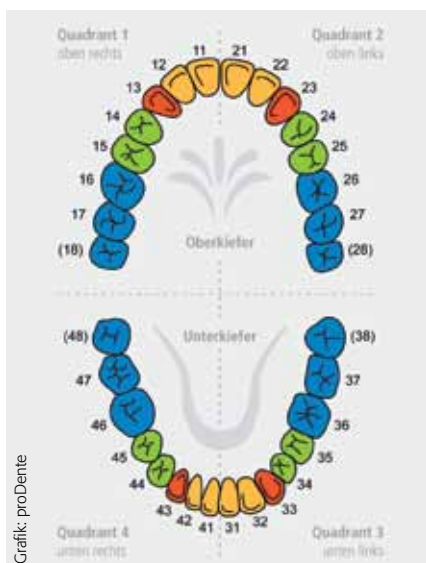 Quadrant 1
oben rechts
Quadrant 2
oben links
11
21
12
22
13
23
14
24
15
25
16
26
17
27
(18)
(28)
Oberkiefer
Unterkiefer
(48)
(38)
47
37
46
36
45
35
44
34
43
33
42
41
31
32
Quadrant 4
unten rechts
Quadrant 3
unten links
Grafik: proDente